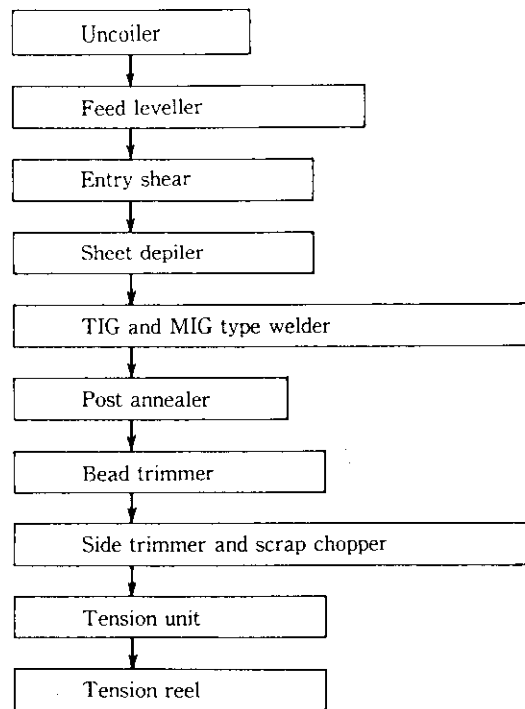 Uncoiler
Feed leveller
Entry shear
Sheet depiler
TIG and MIG type welder
Post annealer
Bead trimmer
Side trimmer and scrap chopper
Tension unit
Tension reel